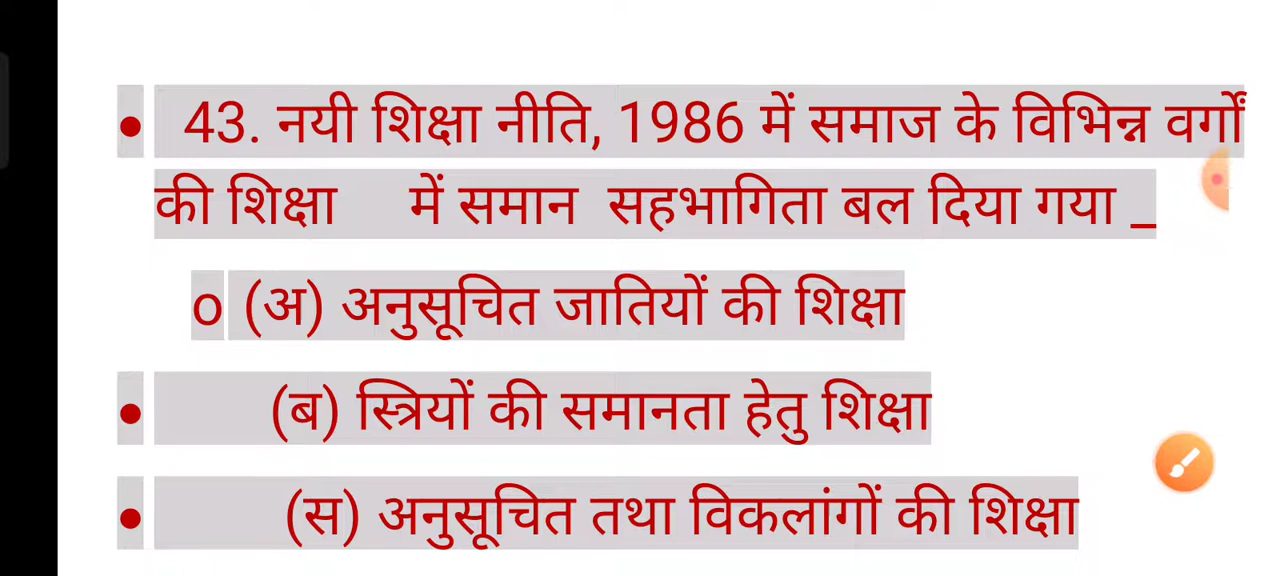 • 43. नयी शिक्षा नीति, 1986 में समाज के विभिन्न वर्गों
की शिक्षा में समान सहभागिता बल दिया गया _
o (अ) अनुसूचित जातियों की शिक्षा
• (ब) स्त्रियों की समानता हेतु शिक्षा
• (स) अनुसूचित तथा विकलांगों की शिक्षा